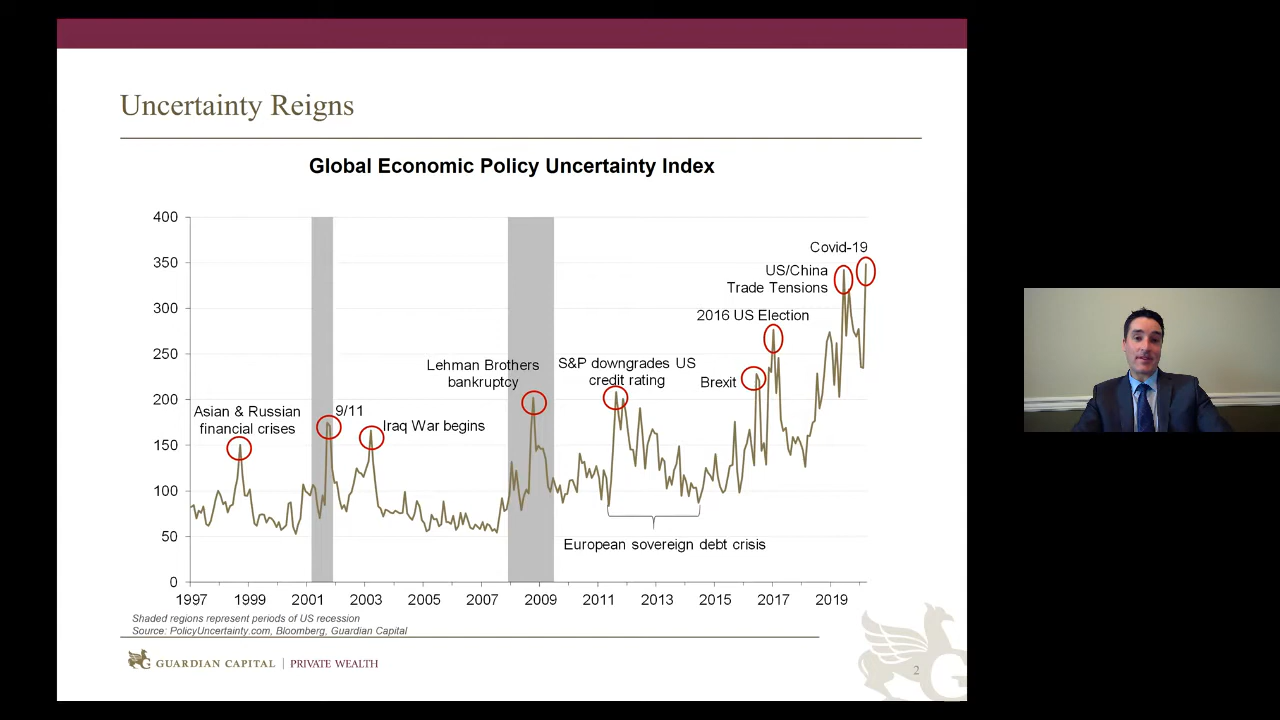 Uncertainty Reigns
Global Economic Policy Uncertainty Index
400
350
300
250
200
150
100
50
0
Covid-19
US/China
Trade Tensions
2016 US Election
Lehman Brothers
bankruptcy
S&P downgrades US
credit rating
Brexit
Asian & Russian
financial crises
9/11
Iraq War begins
European sovereign debt crisis
1997 1999 2001 2003 2005 2007 2009 2011 2013 2015 2017 2019
Shaded regions represent periods of US recession
Source: PolicyUncertainty.com, Bloomberg, Guardian Capital
GUARDIAN CAPITAL | PRIVATE WEALTH
2